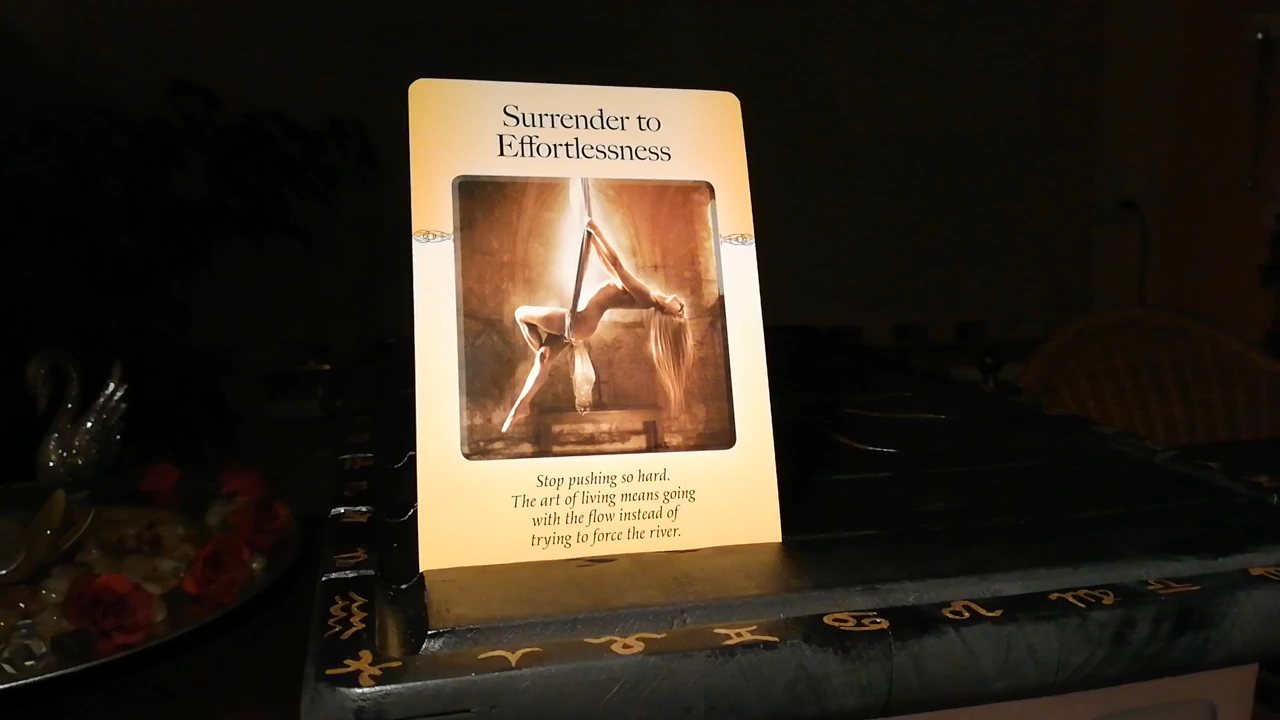 Surrender to
Effortlessness
Stop pushing so hard.
The art of living means going
with the flow instead of
trying to force the river.
♒
♓ ♈ ♉ ♊ ♋ ♌ ♍ ♎